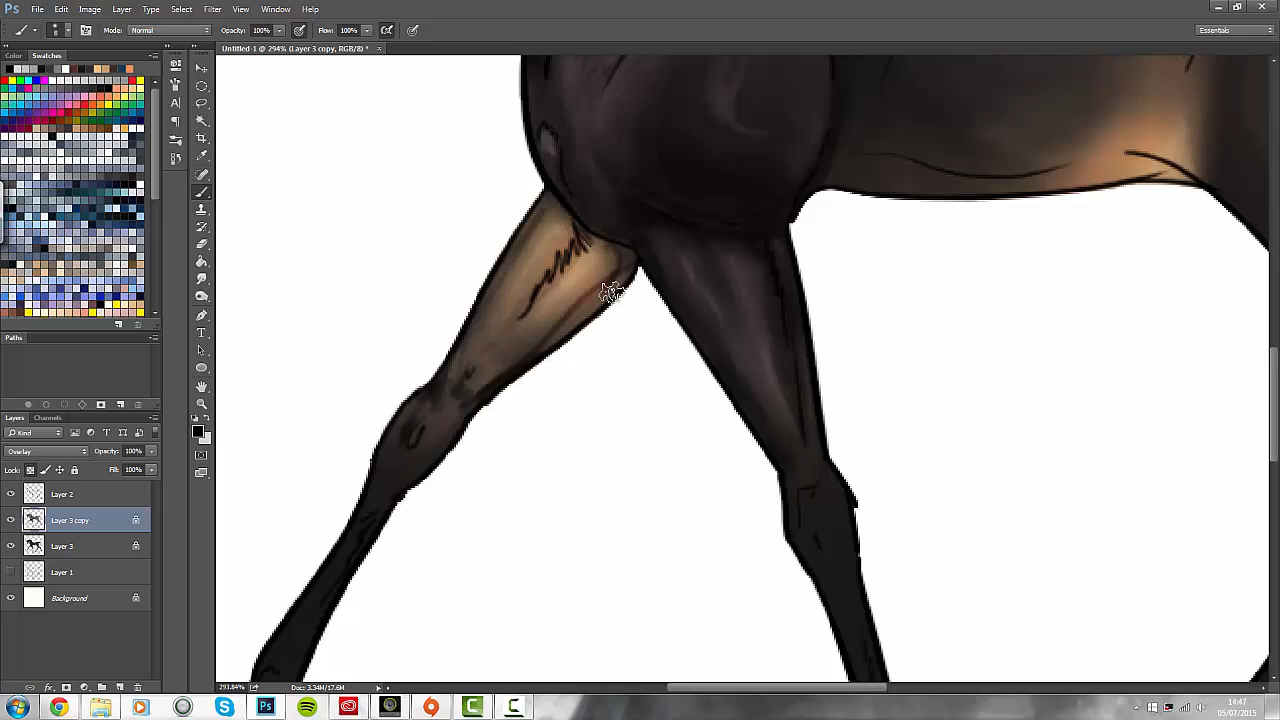 Ps File Edit Image Layer Type Select Filter View Window Help
Mode: Normal Opacity: 100% Flow: 100% Essentials
Untitled-1 @ 294% (Layer 3 copy, RGB/8) * ×
Color Swatches
Paths
Layers Channels
Kind
Overlay Opacity: 100%
Lock: Fill: 100%
Layer 2
Layer 3 copy
Layer 3
Layer 1
Background
293.84% Doc: 3.34M/17.6M
14:47
05/07/2015